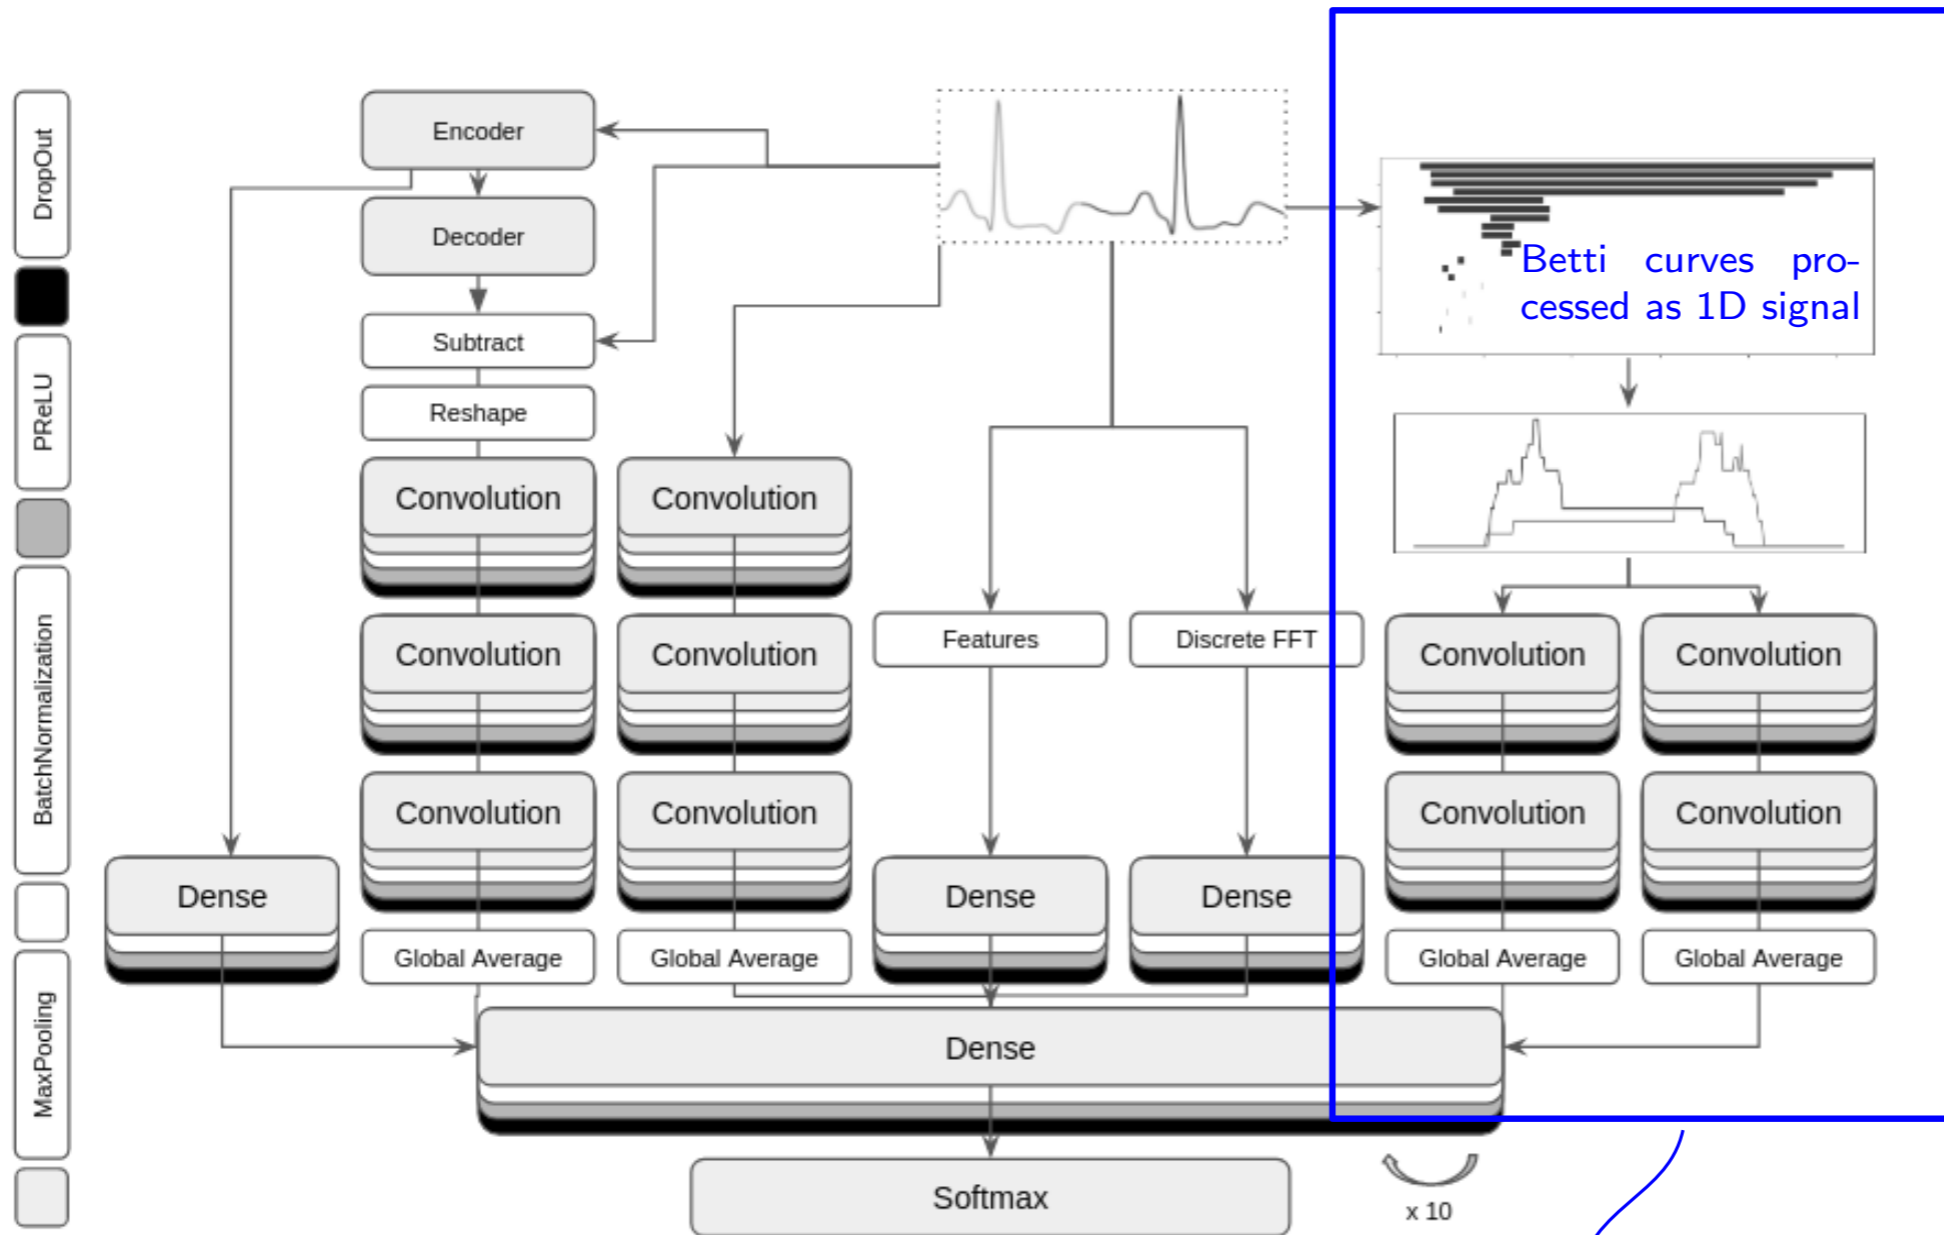 DropOut
PReLU
BatchNormalization
MaxPooling
Encoder
Decoder
Subtract
Reshape
Betti curves pro-
cessed as 1D signal
Convolution Convolution
Features Discrete FFT
Convolution Convolution Convolution Convolution
Convolution Convolution Convolution Convolution
Dense Dense Dense
Global Average Global Average Global Average Global Average
Dense
Softmax
x 10